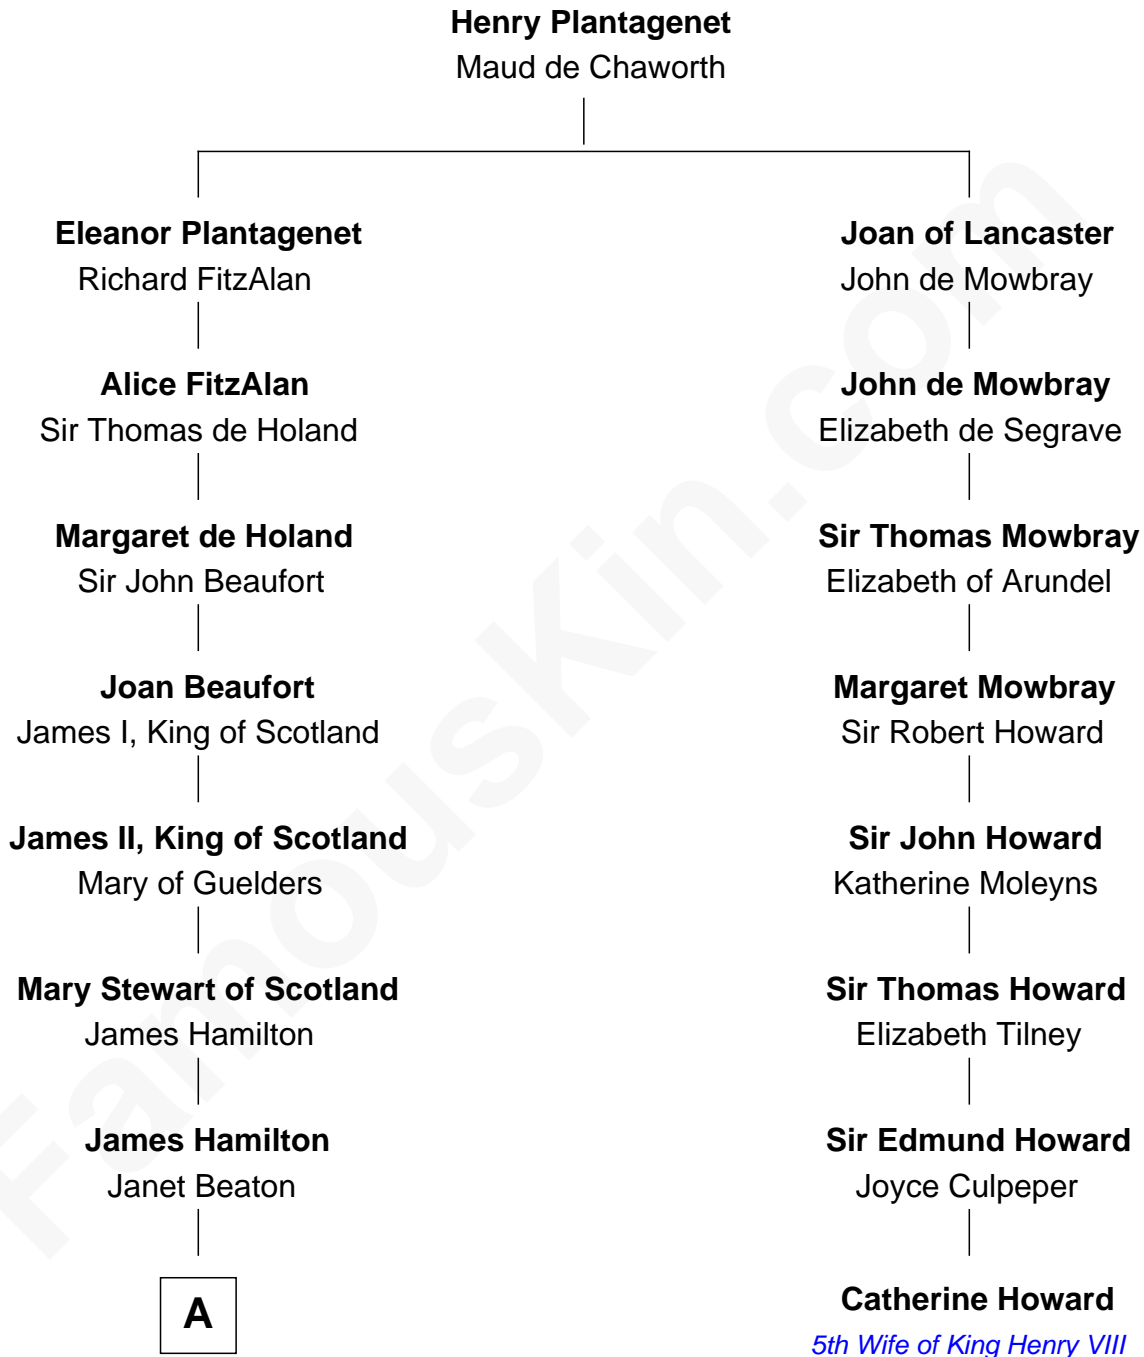 Henry Plantagenet
Maud de Chaworth
Eleanor Plantagenet
Richard FitzAlan
Joan of Lancaster
John de Mowbray
Alice FitzAlan
Sir Thomas de Holand
John de Mowbray
Elizabeth de Segrave
Margaret de Holand
Sir John Beaufort
Sir Thomas Mowbray
Elizabeth of Arundel
Joan Beaufort
James I, King of Scotland
Margaret Mowbray
Sir Robert Howard
James II, King of Scotland
Mary of Guelders
Sir John Howard
Katherine Moleyns
Mary Stewart of Scotland
James Hamilton
Sir Thomas Howard
Elizabeth Tilney
James Hamilton
Janet Beaton
Sir Edmund Howard
Joyce Culpeper
A
Catherine Howard
5th Wife of King Henry VIII
FamousKin.com